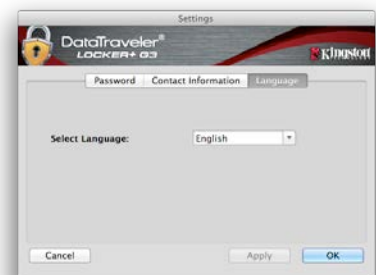 Settings
DataTraveler®
LOCKER+ G3
Kingston
Password Contact Information Language
Select Language: English
Cancel Apply OK